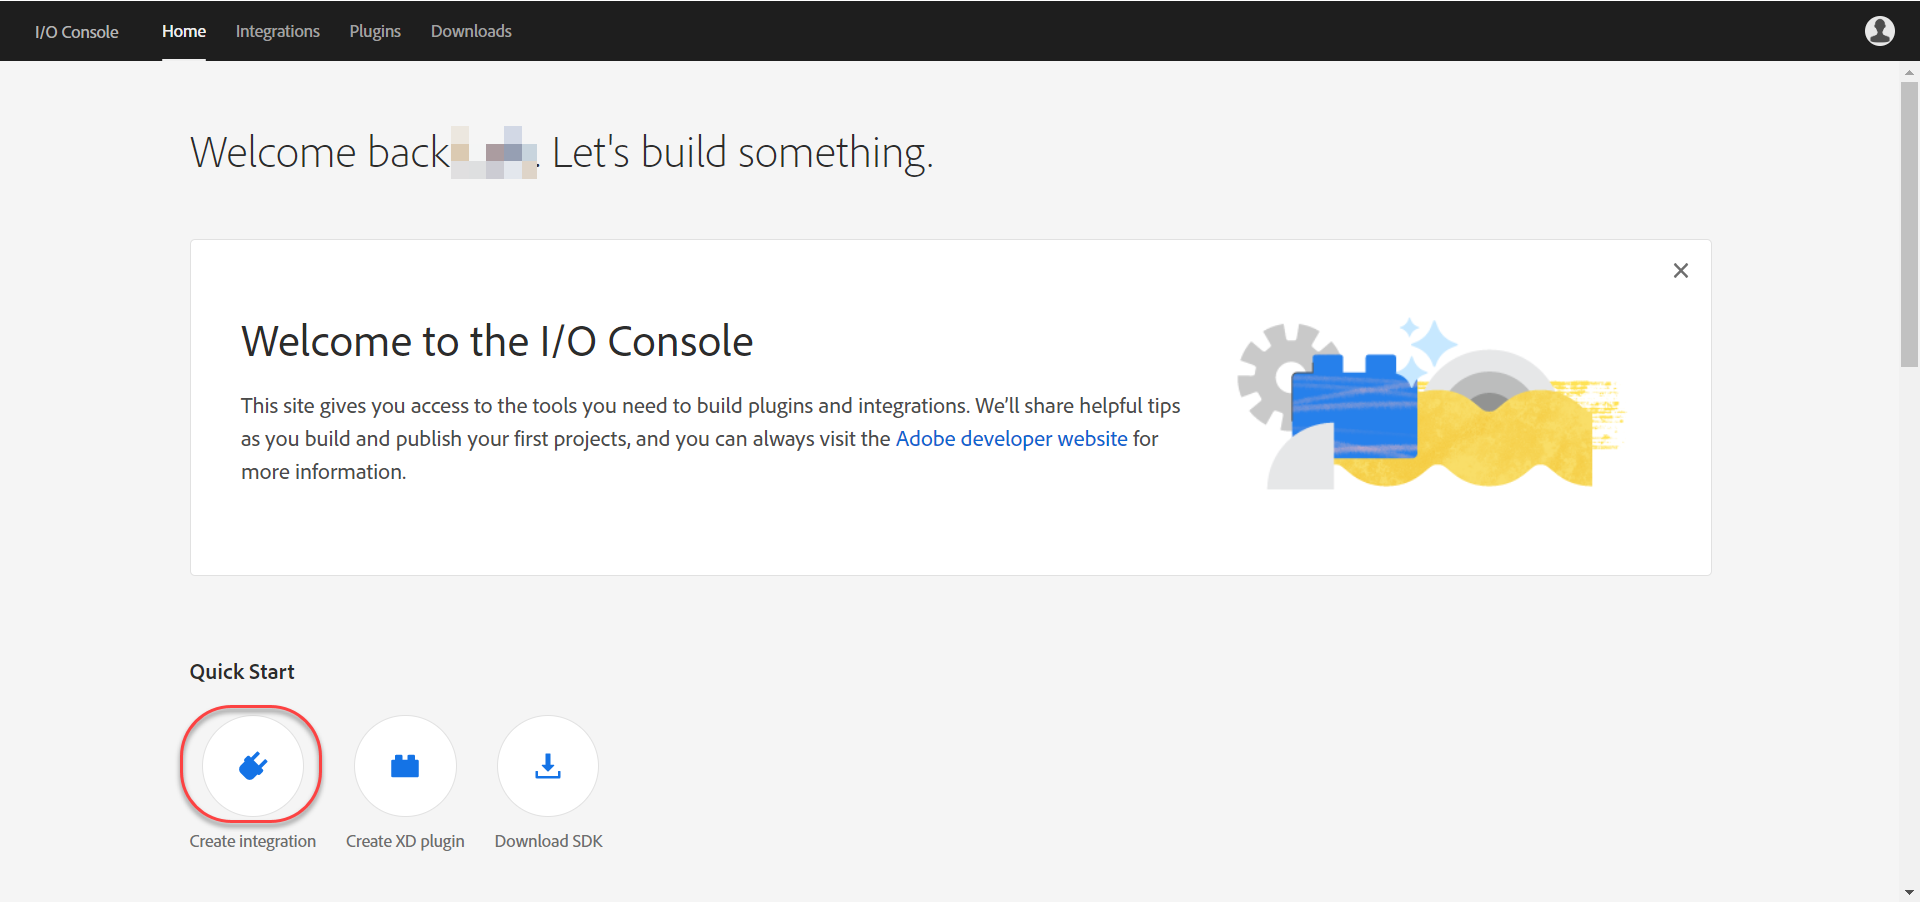 I/O Console Home Integrations Plugins Downloads
Welcome back . Let's build something.
Welcome to the I/O Console
This site gives you access to the tools you need to build plugins and integrations. We’ll share helpful tips
as you build and publish your first projects, and you can always visit the Adobe developer website for
more information.
Quick Start
Create integration Create XD plugin Download SDK